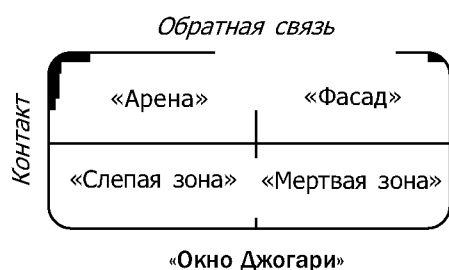 Обратная связь
Контакт
«Арена» «Фасад»
«Слепая зона» «Мертвая зона»
«Окно Джогари»